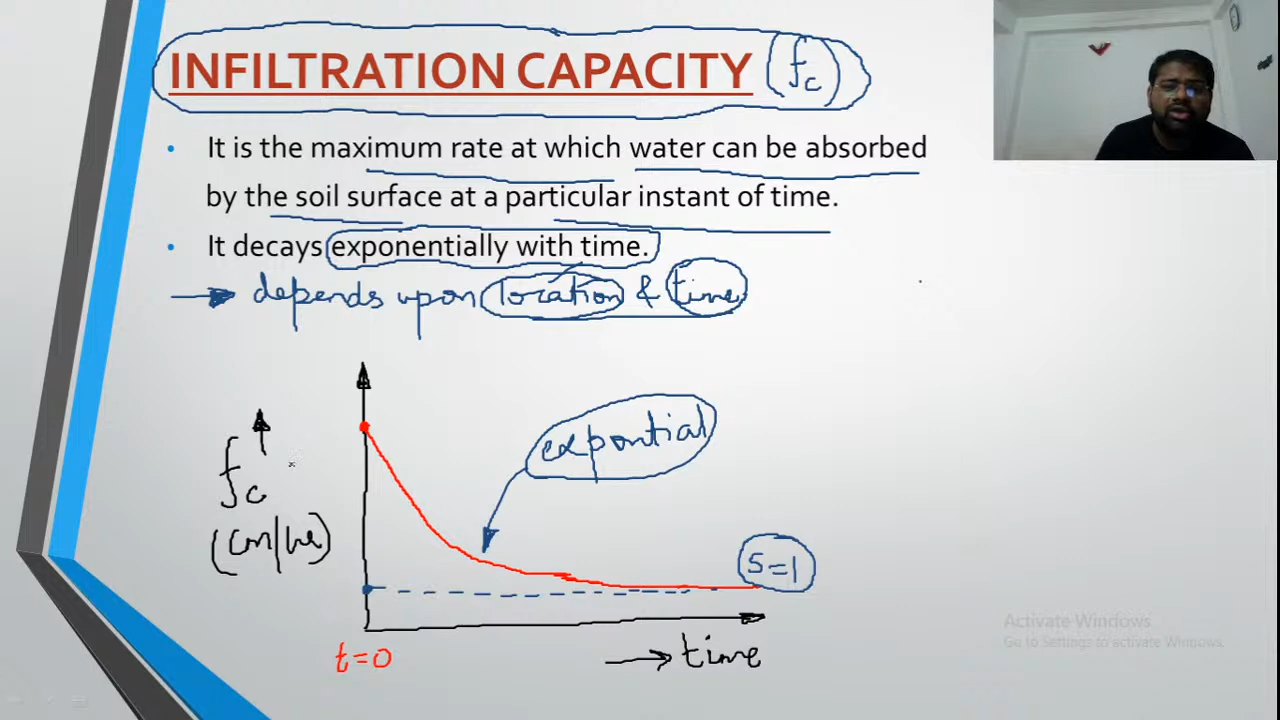 INFILTRATION CAPACITY (fc)
• It is the maximum rate at which water can be absorbed
by the soil surface at a particular instant of time.
• It decays exponentially with time.
→ depends upon location & time
expontial
fc
(cm/hr)
S=1
t=0
→ time
Activate Windows
Go to Settings to activate Windows.